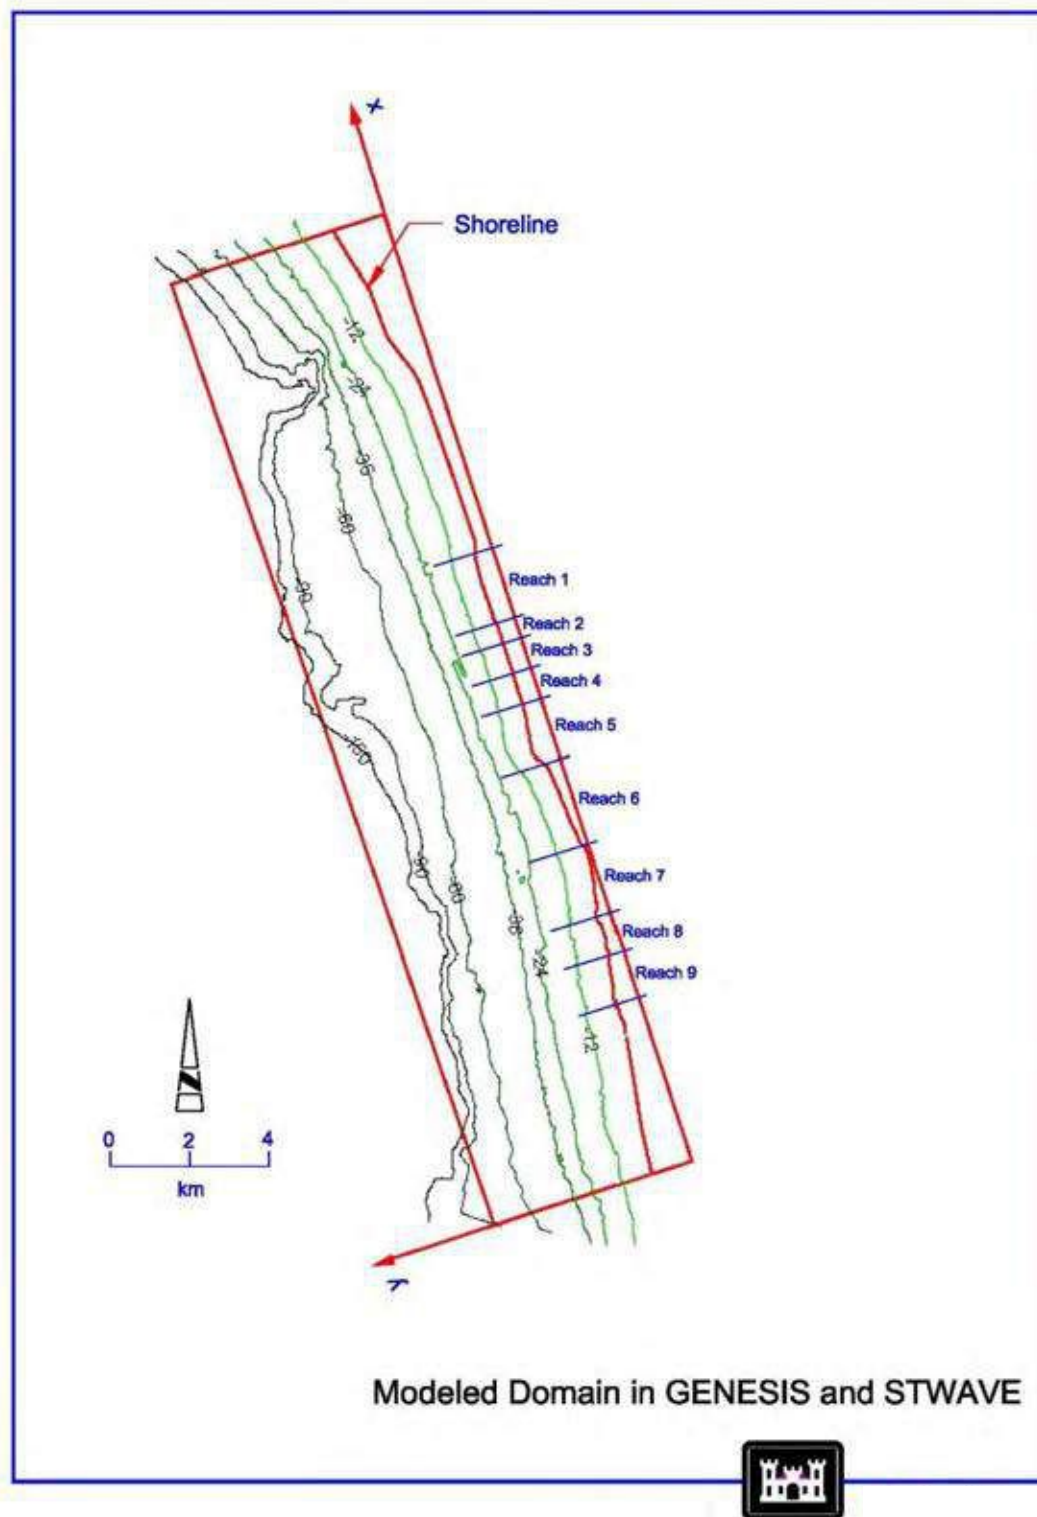 x
Shoreline
-12
-24
-36
-60
-90
Reach 1
Reach 2
Reach 3
Reach 4
Reach 5
-150
Reach 6
-90
-60
Reach 7
-36
-24
Reach 8
Reach 9
-12
N
0 2 4
km
Y
Modeled Domain in GENESIS and STWAVE